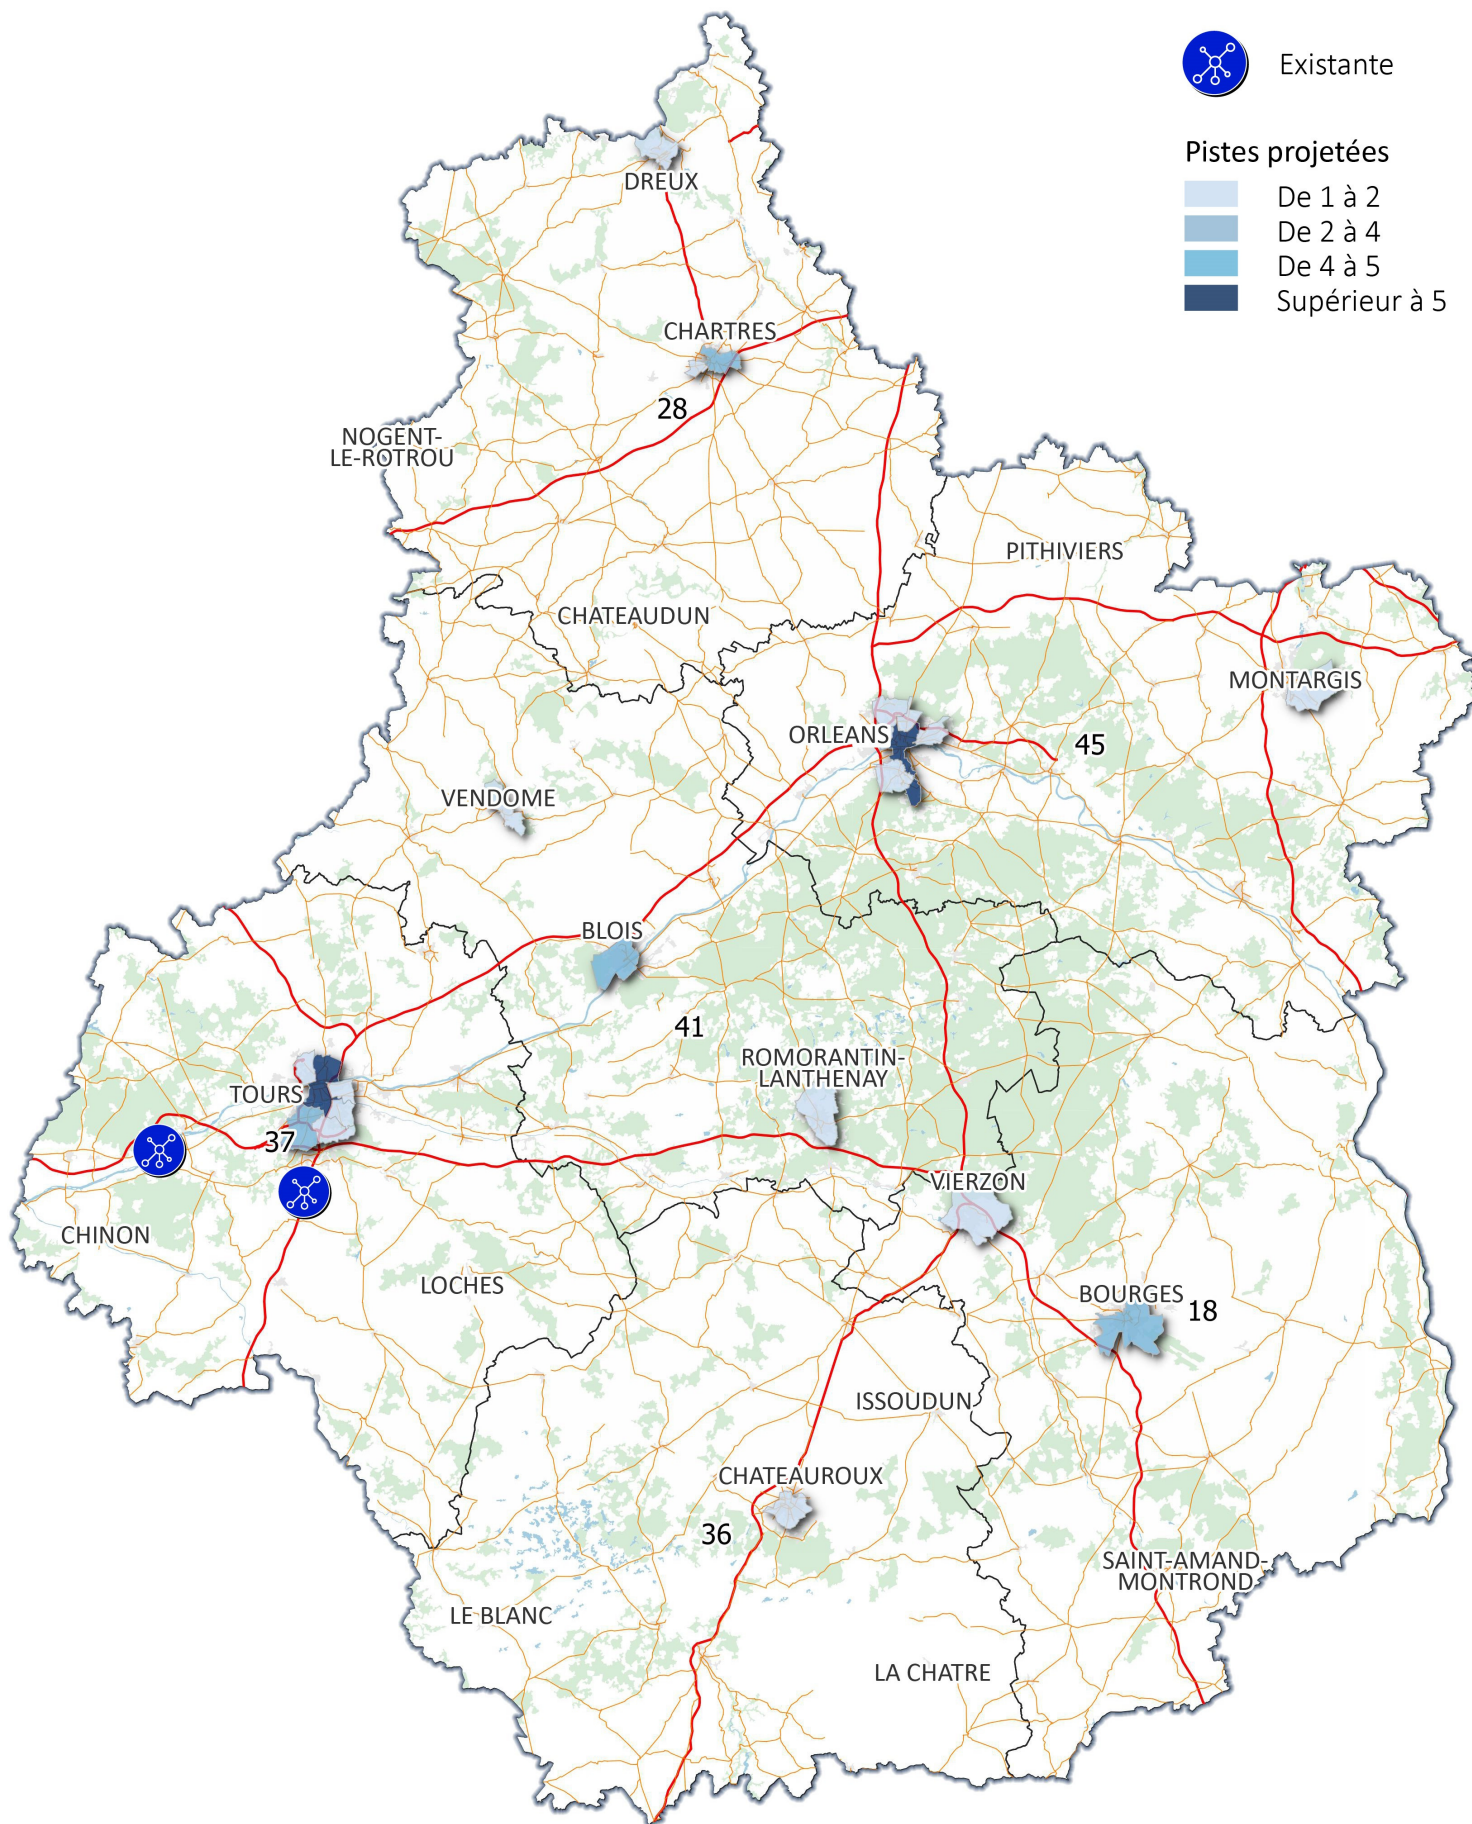 Existante
Pistes projetées
De 1 à 2
De 2 à 4
De 4 à 5
Supérieur à 5
DREUX
CHARTRES
28
NOGENT-
LE-ROTROU
PITHIVIERS
CHATEAUDUN
MONTARGIS
ORLEANS
45
VENDOME
BLOIS
41
ROMORANTIN-
LANTHENAY
TOURS
37
VIERZON
CHINON
LOCHES
BOURGES
18
ISSOUDUN
CHATEAUROUX
36
SAINT-AMAND-
MONTROND
LE BLANC
LA CHATRE